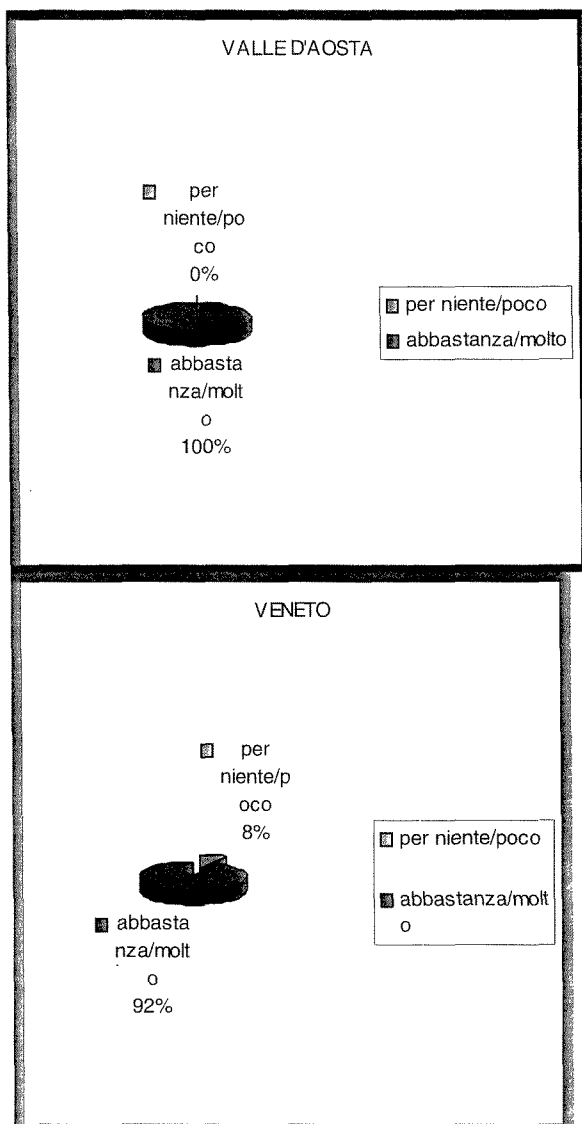 VALLE D'AOSTA
per
niente/po
co
0%
abbasta
nza/molt
o
100%
per niente/poco
abbastanza/molto
VENETO
per
niente/p
oco
8%
abbasta
nza/molt
o
92%
per niente/poco
abbastanza/molt
o